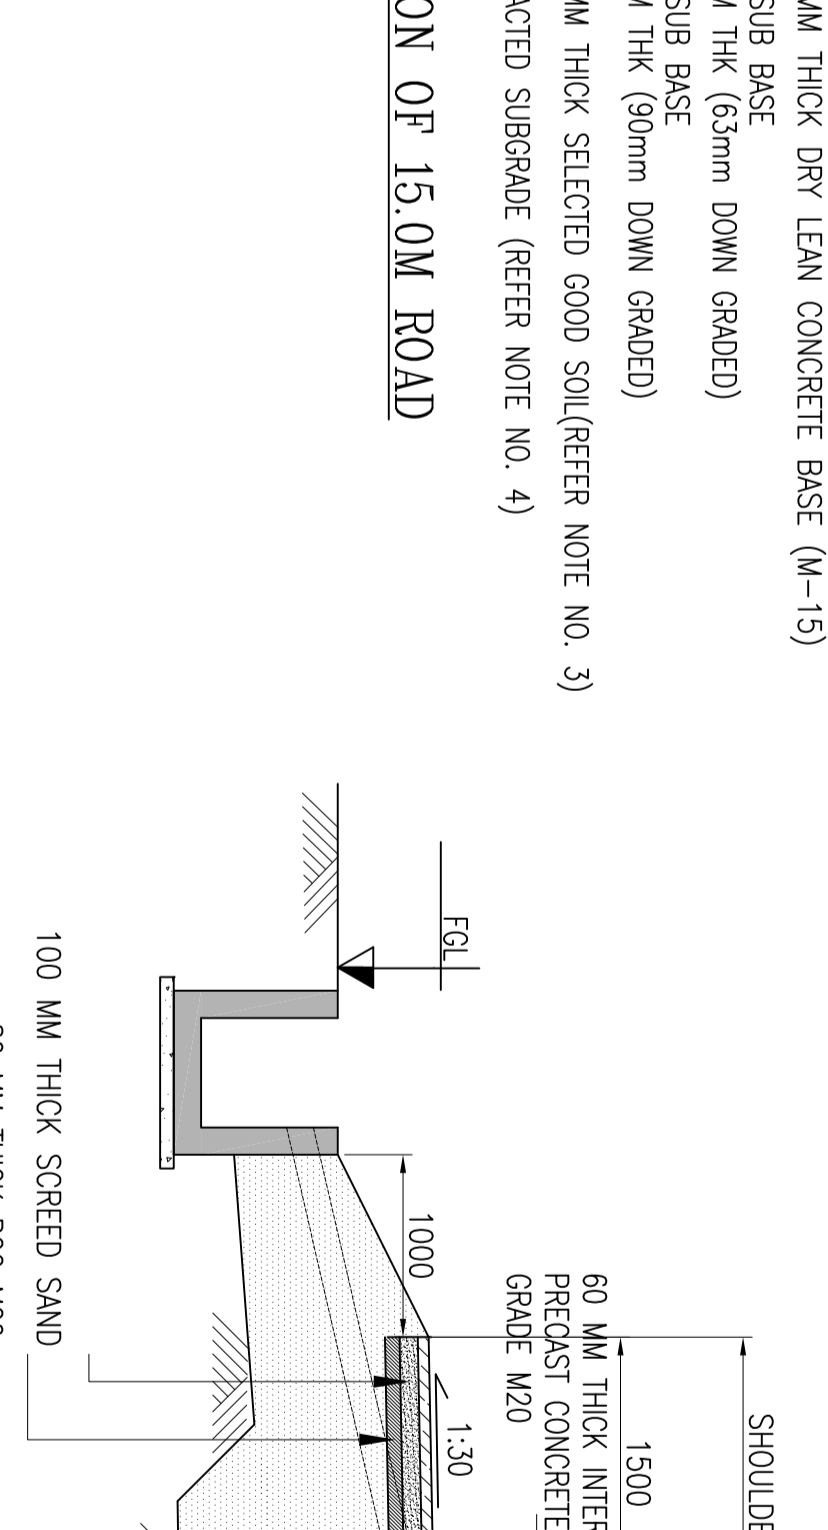 MM THICK DRY LEAN CONCRETE BASE (M-15)
SUB BASE
M THK (63mm DOWN GRADED)
SUB BASE
M THK (90mm DOWN GRADED)
MM THICK SELECTED GOOD SOIL(REFER NOTE NO. 3)
ACTED SUBGRADE (REFER NOTE NO. 4)
ON OF 15.0M ROAD
FGL
SHOULDE
1500
60 MM THICK INTER
PRECAST CONCRETE
GRADE M20
1:30
1000
100 MM THICK SCREED SAND